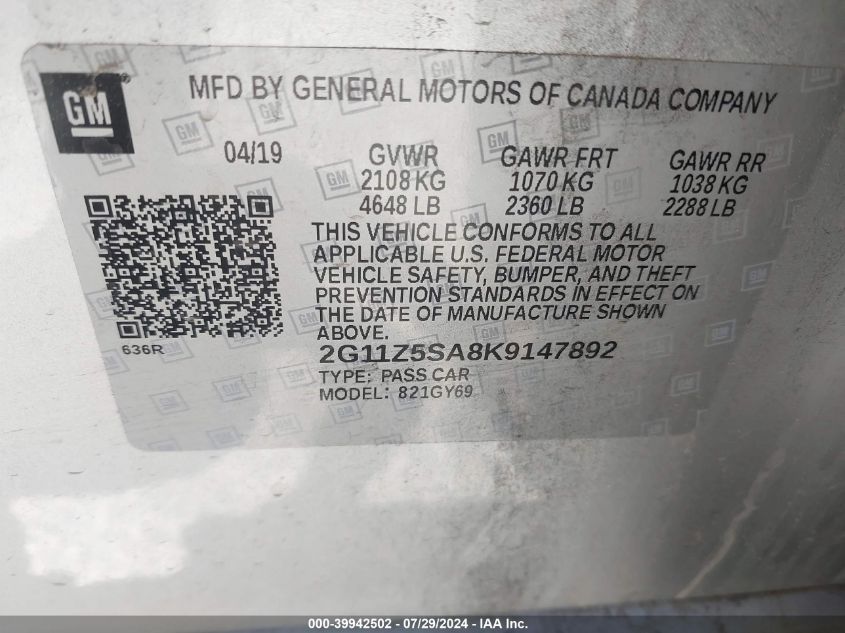 GM
MFD BY GENERAL MOTORS OF CANADA COMPANY
04/19 GVWR GAWR FRT GAWR RR
2108 KG 1070 KG 1038 KG
4648 LB 2360 LB 2288 LB
THIS VEHICLE CONFORMS TO ALL
APPLICABLE U.S. FEDERAL MOTOR
VEHICLE SAFETY, BUMPER, AND THEFT
PREVENTION STANDARDS IN EFFECT ON
THE DATE OF MANUFACTURE SHOWN
ABOVE.
636R
2G11Z5SA8K9147892
TYPE: PASS CAR
MODEL: 821GY69
000-39942502 - 07/29/2024 - IAA Inc.